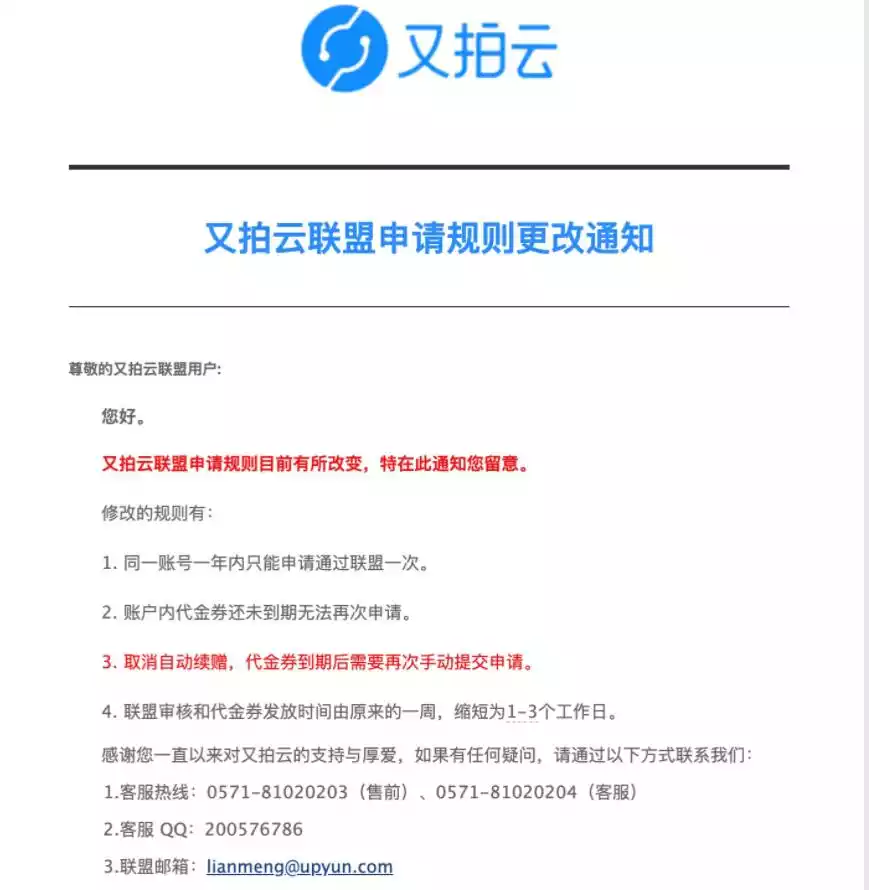 又拍云
又拍云联盟申请规则更改通知
尊敬的又拍云联盟用户:
您好。
又拍云联盟申请规则目前有所改变，特在此通知您留意。
修改的规则有：
1. 同一账号一年内只能申请通过联盟一次。
2. 账户内代金券还未到期无法再次申请。
3. 取消自动续赠，代金券到期后需要再次手动提交申请。
4. 联盟审核和代金券发放时间由原来的一周，缩短为1-3个工作日。
感谢您一直以来对又拍云的支持与厚爱，如果有任何疑问，请通过以下方式联系我们：
1.客服热线：0571-81020203（售前）、0571-81020204（客服）
2.客服 QQ：200576786
3.联盟邮箱：lianmeng@upyun.com